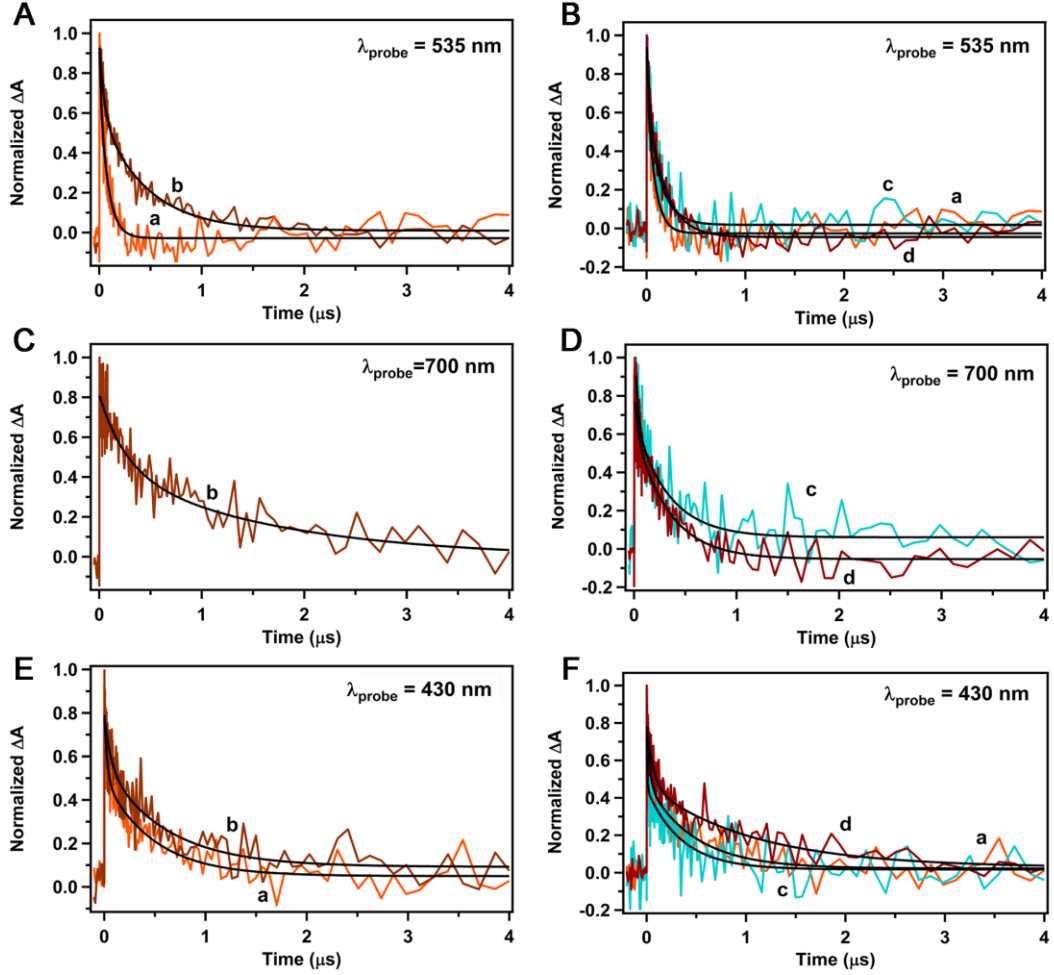 A
λprobe = 535 nm
Normalized ΔA
1.0
0.8
0.6
0.4
0.2
0.0
b
a
0
1
2
3
4
Time (μs)
B
λprobe = 535 nm
Normalized ΔA
1.0
0.8
0.6
0.4
0.2
0.0
-0.2
c
a
d
0
1
2
3
4
Time (μs)
C
λprobe=700 nm
Normalized ΔA
1.0
0.8
0.6
0.4
0.2
0.0
b
0
1
2
3
4
Time (μs)
D
λprobe = 700 nm
Normalized ΔA
1.0
0.8
0.6
0.4
0.2
0.0
-0.2
c
d
0
1
2
3
4
Time (μs)
E
λprobe = 430 nm
Normalized ΔA
1.0
0.8
0.6
0.4
0.2
0.0
b
a
0
1
2
3
4
Time (μs)
F
λprobe = 430 nm
Normalized ΔA
1.0
0.8
0.6
0.4
0.2
0.0
-0.2
d
a
c
0
1
2
3
4
Time (μs)